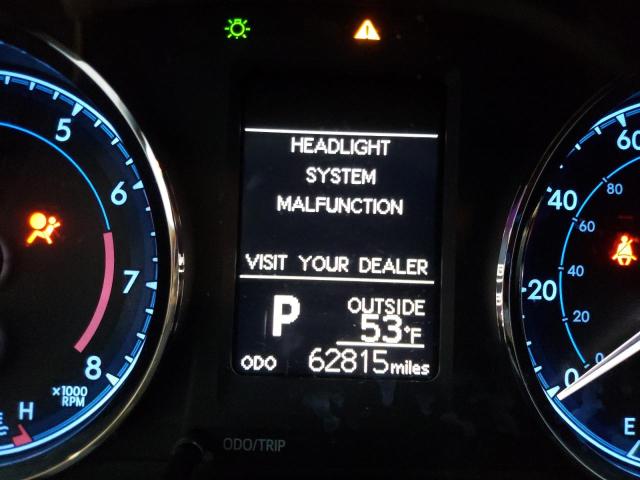 HEADLIGHT
SYSTEM
MALFUNCTION
VISIT YOUR DEALER
P
OUTSIDE
53°F
ODO 62815 miles
5
6
7
8
×1000
RPM
H
ODO/TRIP
60
40
20
0
80
60
40
20
0
E